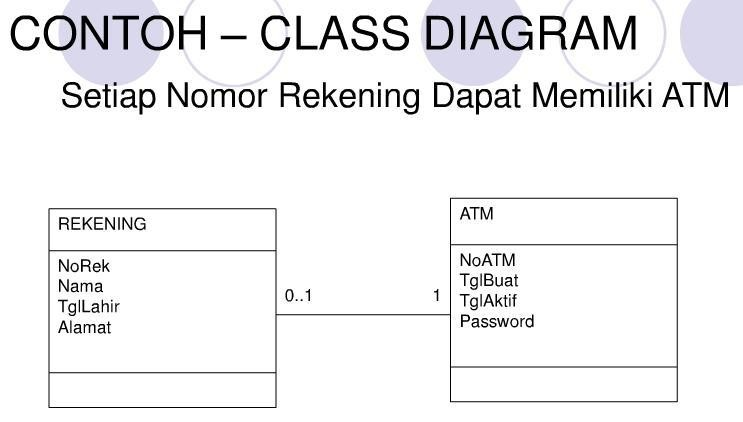 CONTOH – CLASS DIAGRAM
Setiap Nomor Rekening Dapat Memiliki ATM
REKENING
NoRek
Nama
TglLahir
Alamat
0..1
1
ATM
NoATM
TglBuat
TglAktif
Password